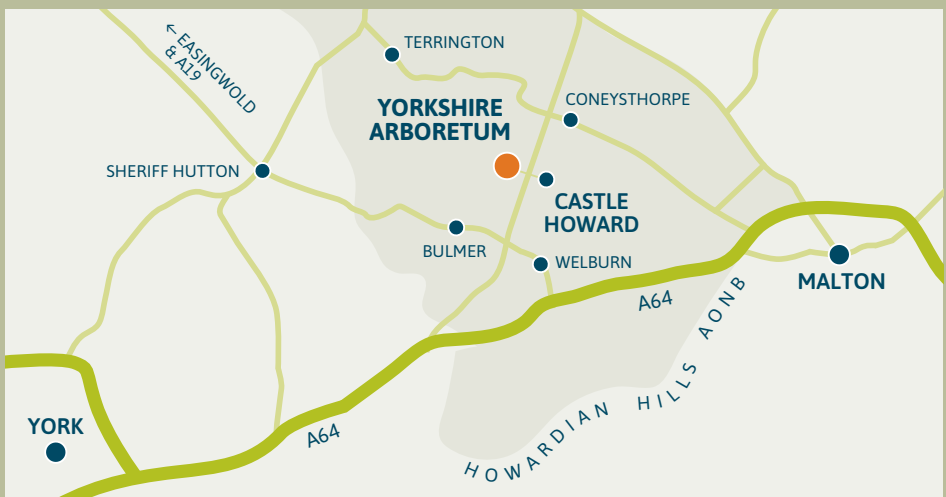 ← EASINGWOLD
& A19
TERRINGTON
YORKSHIRE
ARBORETUM
CONEYSTHORPE
SHERIFF HUTTON
CASTLE
HOWARD
BULMER
WELBURN
MALTON
A64
HOWARDIAN HILLS AONB
YORK
A64